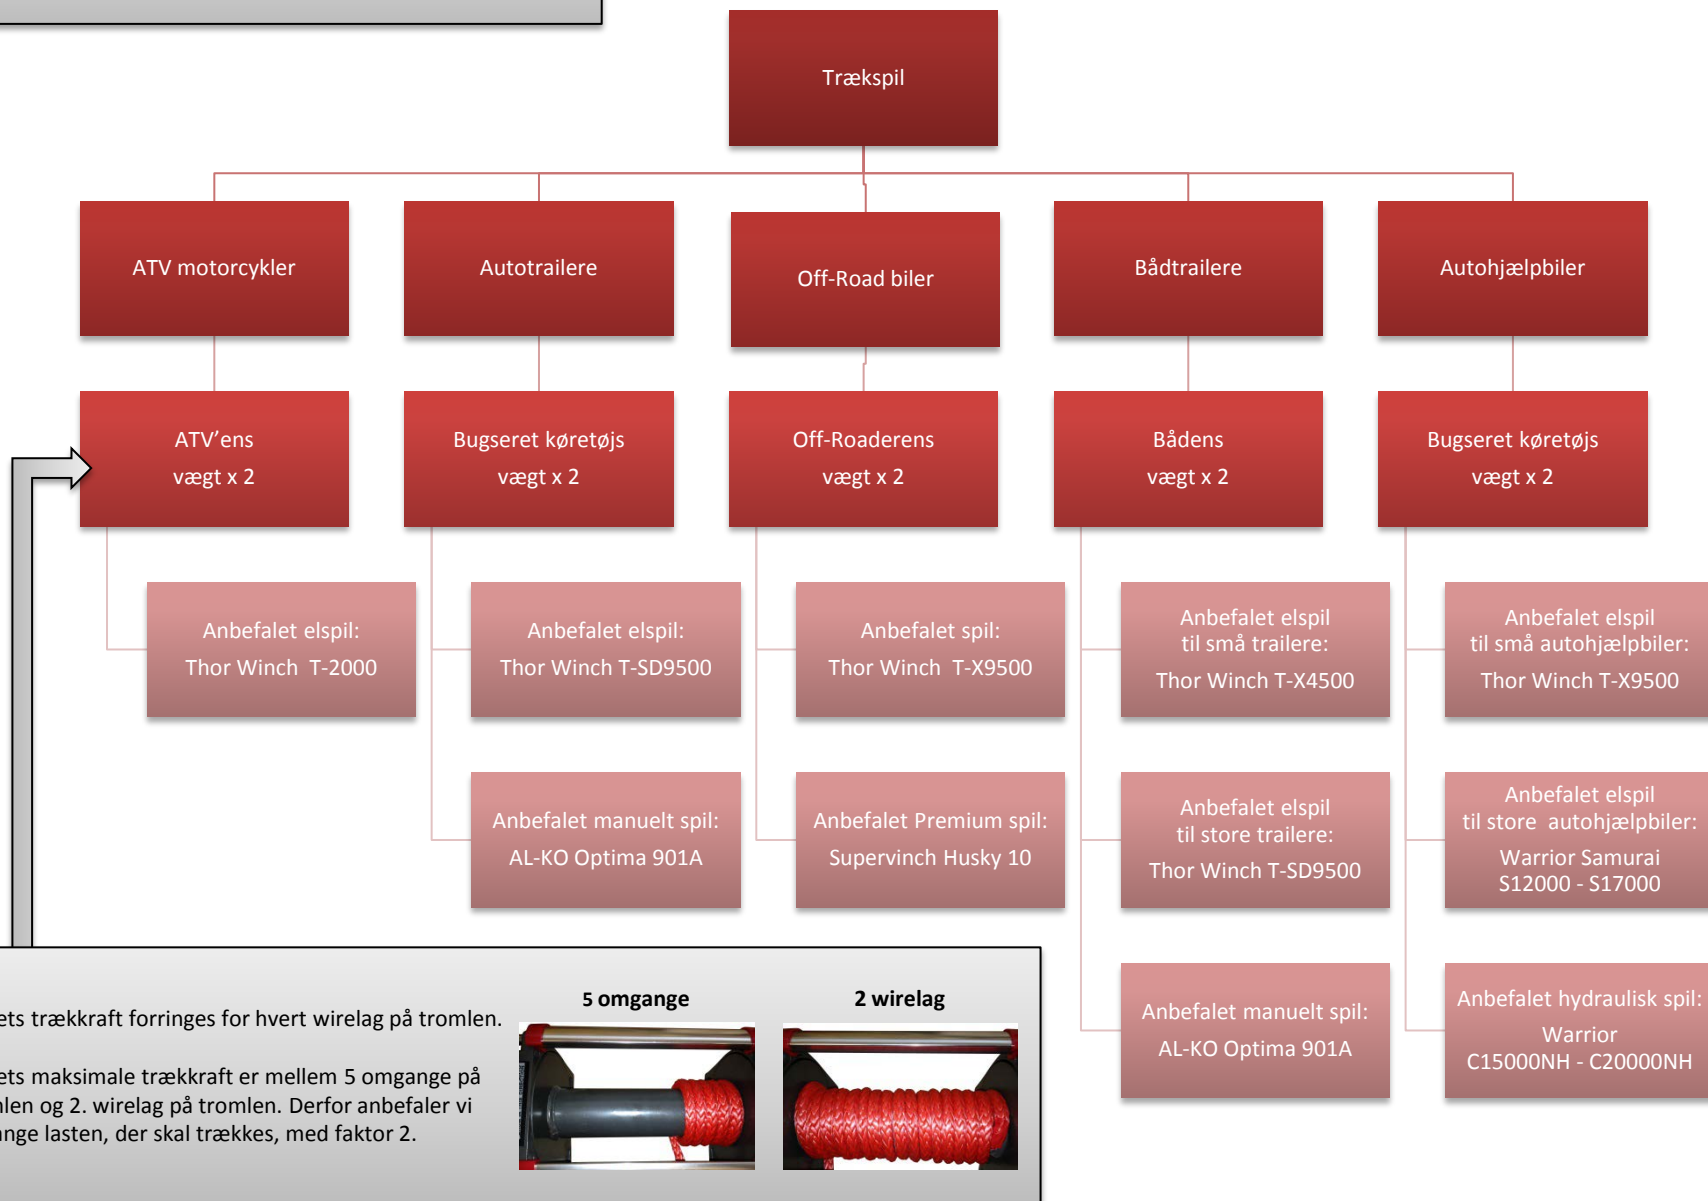 Trækspil
ATV motorcykler
Autotrailere
Off-Road biler
Bådtrailere
Autohjælpbiler
ATV’ens
vægt x 2
Bugseret køretøjs
vægt x 2
Off-Roaderens
vægt x 2
Bådens
vægt x 2
Bugseret køretøjs
vægt x 2
Anbefalet elspil:
Thor Winch  T-2000
Anbefalet elspil:
Thor Winch T-SD9500
Anbefalet spil:
Thor Winch  T-X9500
Anbefalet elspil
til små trailere:
Thor Winch T-X4500
Anbefalet elspil
til små autohjælpbiler:
Thor Winch T-X9500
Anbefalet manuelt spil:
AL-KO Optima 901A
Anbefalet Premium spil:
Supervinch Husky 10
Anbefalet elspil
til store trailere:
Thor Winch T-SD9500
Anbefalet elspil
til store  autohjælpbiler:
Warrior Samurai
S12000 - S17000
Anbefalet manuelt spil:
AL-KO Optima 901A
Anbefalet hydraulisk spil:
Warrior
C15000NH - C20000NH
ets trækkraft forringes for hvert wirelag på tromlen.
ets maksimale trækkraft er mellem 5 omgange på
len og 2. wirelag på tromlen. Derfor anbefaler vi
ange lasten, der skal trækkes, med faktor 2.
5 omgange
2 wirelag